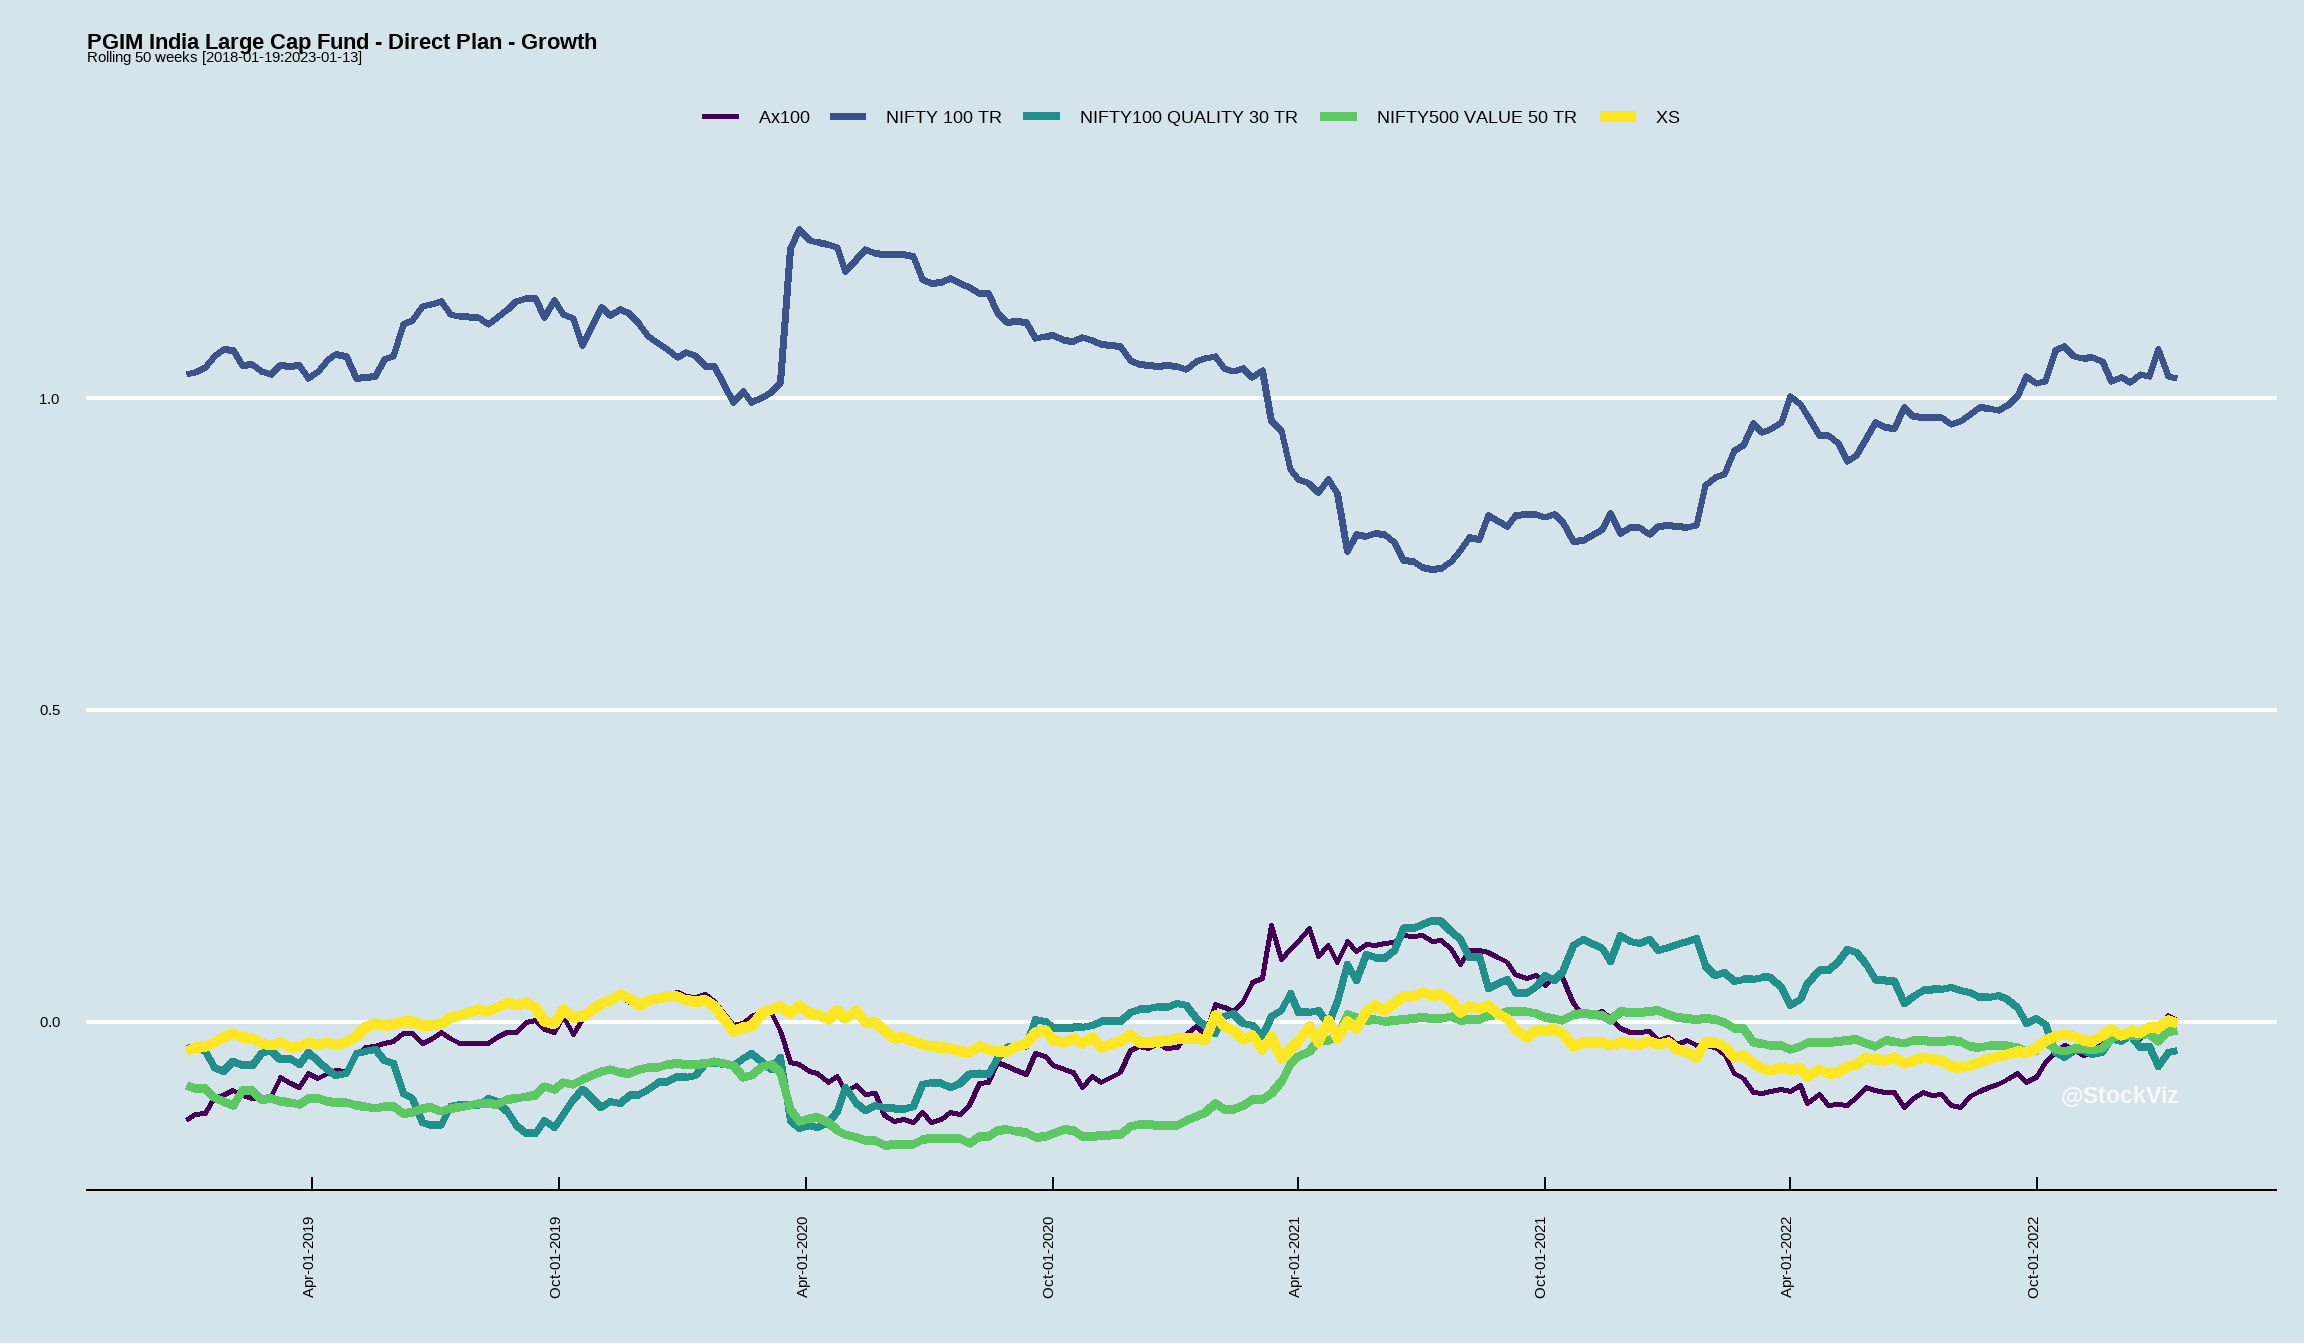 PGIM India Large Cap Fund - Direct Plan - Growth
Rolling 50 weeks [2018-01-19:2023-01-13]
Ax100 NIFTY 100 TR NIFTY100 QUALITY 30 TR NIFTY500 VALUE 50 TR XS
1.0
0.5
0.0
@StockViz
Apr-01-2019 Oct-01-2019 Apr-01-2020 Oct-01-2020 Apr-01-2021 Oct-01-2021 Apr-01-2022 Oct-01-2022